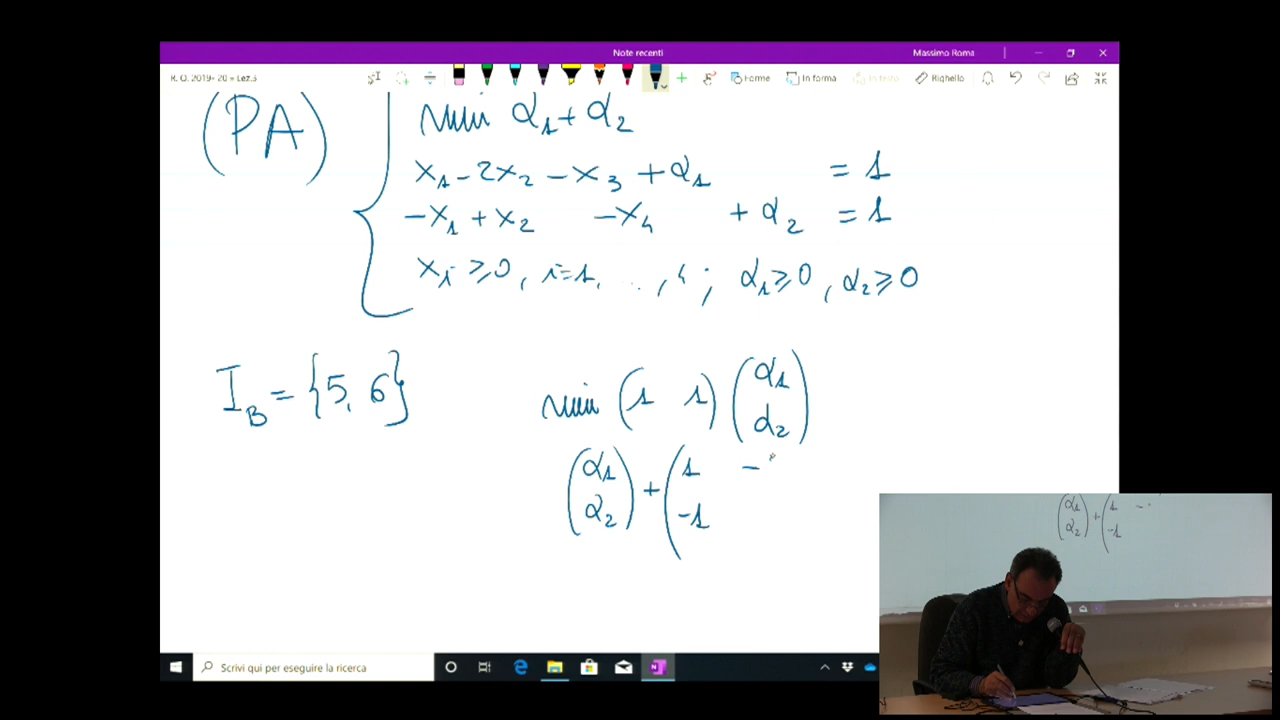 Note recenti
Massimo Roma
R. O. 2019-20 » Lez.3
Forme
In forma
In testo
Righello
(PA)
min α1 + α2
x1 - 2x2 - x3 + α1 = 1
-x1 + x2 - x4 + α2 = 1
xi ≥ 0, i=1, ..., 4; α1 ≥ 0, α2 ≥ 0
IB = {5, 6}
min (1 1) (α1
α2)
(α1
α2) + (1 -
-1
Scrivi qui per eseguire la ricerca